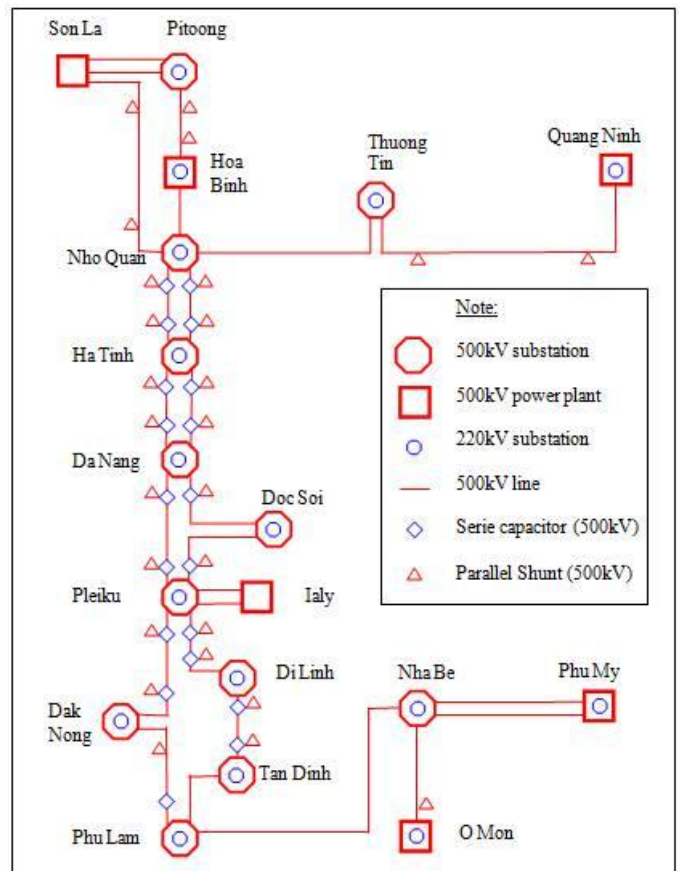 Son La
Pitoong
Hoa
Binh
Thuong
Tin
Quang Ninh
Nho Quan
Ha Tinh
Da Nang
Doc Soi
Pleiku
Ialy
Di Linh
Dak
Nong
Tan Dinh
Phu Lam
Nha Be
Phu My
O Mon
Note:
500kV substation
500kV power plant
220kV substation
500kV line
Serie capacitor (500kV)
Parallel Shunt (500kV)